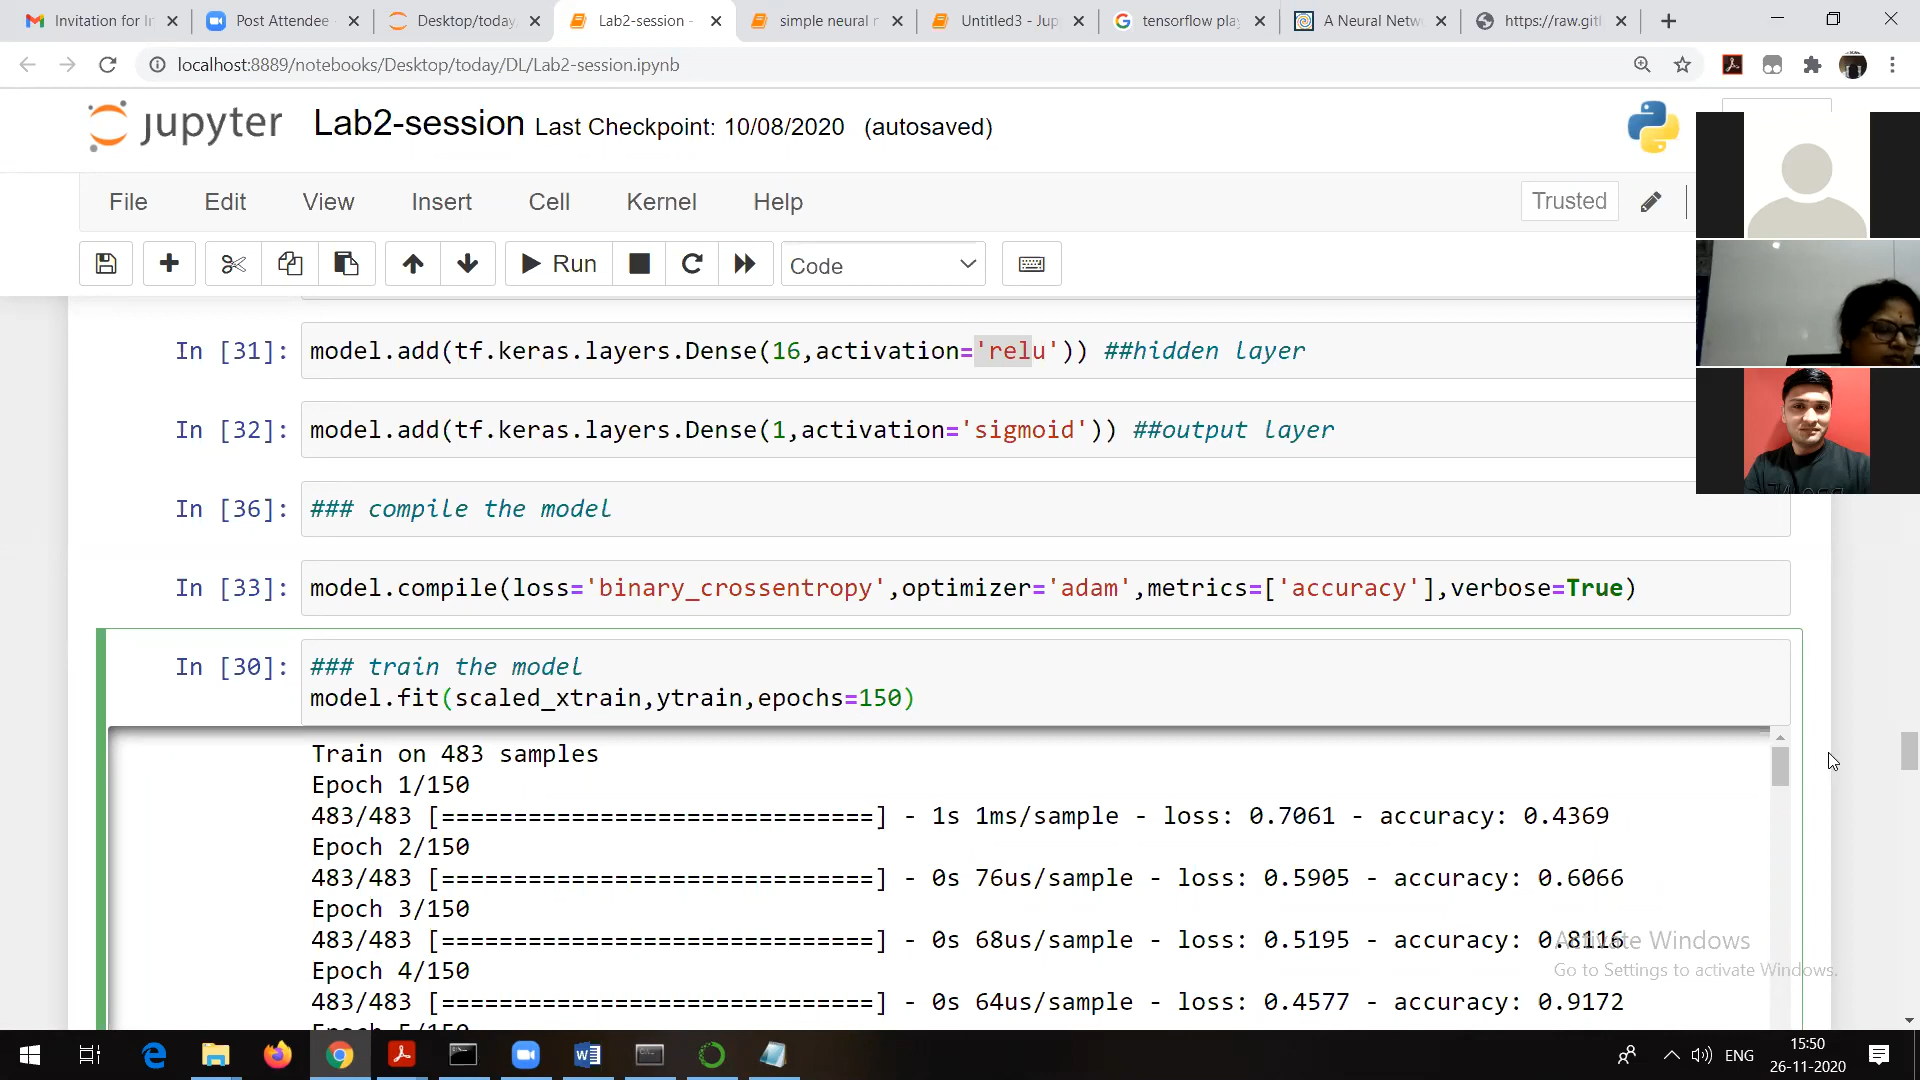 Invitation for In
Post Attendee -
Desktop/today/
Lab2-session -
simple neural n
Untitled3 - Jup
tensorflow play
A Neural Netw
https://raw.gith
localhost:8889/notebooks/Desktop/today/DL/Lab2-session.ipynb
jupyter Lab2-session Last Checkpoint: 10/08/2020 (autosaved)
File Edit View Insert Cell Kernel Help Trusted
Run Code
In [31]: model.add(tf.keras.layers.Dense(16,activation='relu')) ##hidden layer
In [32]: model.add(tf.keras.layers.Dense(1,activation='sigmoid')) ##output layer
In [36]: ### compile the model
In [33]: model.compile(loss='binary_crossentropy',optimizer='adam',metrics=['accuracy'],verbose=True)
In [30]: ### train the model
model.fit(scaled_xtrain,ytrain,epochs=150)
Train on 483 samples
Epoch 1/150
483/483 [==============================] - 1s 1ms/sample - loss: 0.7061 - accuracy: 0.4369
Epoch 2/150
483/483 [==============================] - 0s 76us/sample - loss: 0.5905 - accuracy: 0.6066
Epoch 3/150
483/483 [==============================] - 0s 68us/sample - loss: 0.5195 - accuracy: 0.8116
Epoch 4/150
483/483 [==============================] - 0s 64us/sample - loss: 0.4577 - accuracy: 0.9172
Epoch 5/150
Activate Windows
Go to Settings to activate Windows.
ENG
15:50
26-11-2020